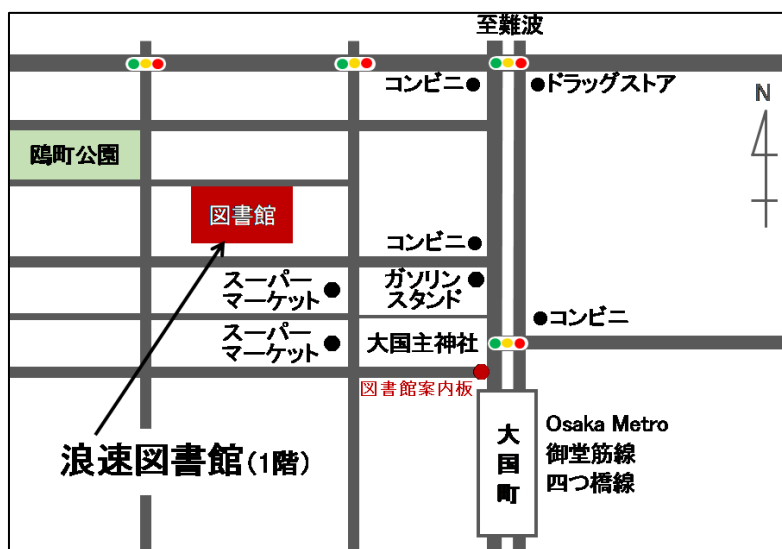 至難波
コンビニ
ドラッグストア
N
鴎町公園
図書館
コンビニ
スーパー
マーケット
ガソリン
スタンド
コンビニ
スーパー
マーケット
大国主神社
図書館案内板
浪速図書館(1階)
大国町
Osaka Metro
御堂筋線
四つ橋線